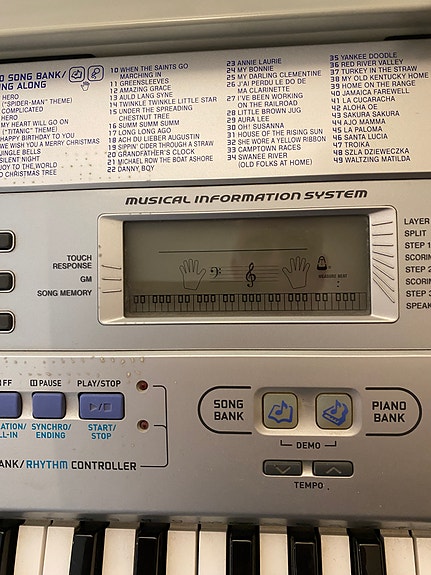 O SONG BANK/
NG ALONG
HERO
("SPIDER-MAN" THEME)
COMPLICATED
HERO
MY HEART WILL GO ON
("TITANIC" THEME)
HAPPY BIRTHDAY TO YOU
WE WISH YOU A MERRY CHRISTMAS
JINGLE BELLS
SILENT NIGHT
JOY TO THE WORLD
O CHRISTMAS TREE
10 WHEN THE SAINTS GO
MARCHING IN
11 GREENSLEEVES
12 AMAZING GRACE
13 AULD LANG SYNE
14 TWINKLE TWINKLE LITTLE STAR
15 UNDER THE SPREADING
CHESTNUT TREE
16 SUMM SUMM SUMM
17 LONG LONG AGO
18 ACH DU LIEBER AUGUSTIN
19 SIPPIN' CIDER THROUGH A STRAW
20 GRANDFATHER'S CLOCK
21 MICHAEL ROW THE BOAT ASHORE
22 DANNY BOY
23 ANNIE LAURIE
24 MY BONNIE
25 MY DARLING CLEMENTINE
26 J'AI PERDU LE DO DE
MA CLARINETTE
27 I'VE BEEN WORKING
ON THE RAILROAD
28 LITTLE BROWN JUG
29 AURA LEE
30 OH! SUSANNA
31 HOUSE OF THE RISING SUN
32 SHE WORE A YELLOW RIBBON
33 CAMPTOWN RACES
34 SWANEE RIVER
(OLD FOLKS AT HOME)
35 YANKEE DOODLE
36 RED RIVER VALLEY
37 TURKEY IN THE STRAW
38 MY OLD KENTUCKY HOME
39 HOME ON THE RANGE
40 JAMAICA FAREWELL
41 LA CUCARACHA
42 ALOHA OE
43 SAKURA SAKURA
44 AJO MAMMA
45 LA PALOMA
46 SANTA LUCIA
47 TROIKA
48 SZLA DZIEWECZKA
49 WALTZING MATILDA
MUSICAL INFORMATION SYSTEM
TOUCH
RESPONSE
GM
SONG MEMORY
MEASURE BEAT
LAYER
SPLIT
STEP 1
SCORIN
STEP 2
SCORIN
STEP 3
SPEAK
FF
PAUSE
PLAY/STOP
ATION/
LL-IN
SYNCHRO/
ENDING
START/
STOP
ANK/RHYTHM CONTROLLER
SONG
BANK
PIANO
BANK
DEMO
TEMPO